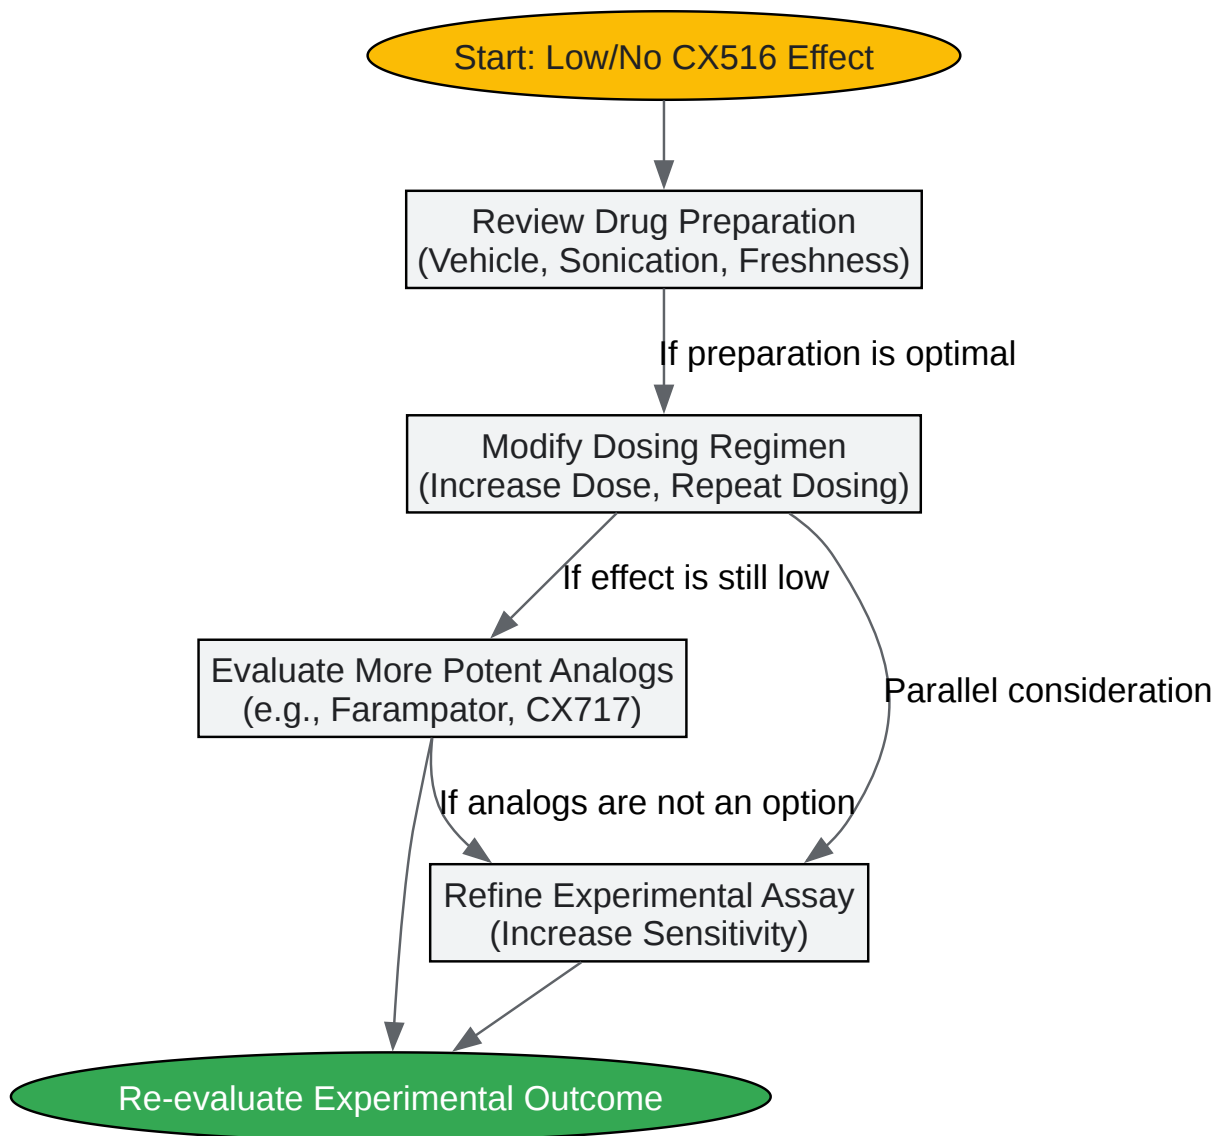 Start: Low/No CX516 Effect
Review Drug Preparation
(Vehicle, Sonication, Freshness)
If preparation is optimal
Modify Dosing Regimen
(Increase Dose, Repeat Dosing)
If effect is still low
Evaluate More Potent Analogs
(e.g., Farampator, CX717)
Parallel consideration
If analogs are not an option
Refine Experimental Assay
(Increase Sensitivity)
Re-evaluate Experimental Outcome